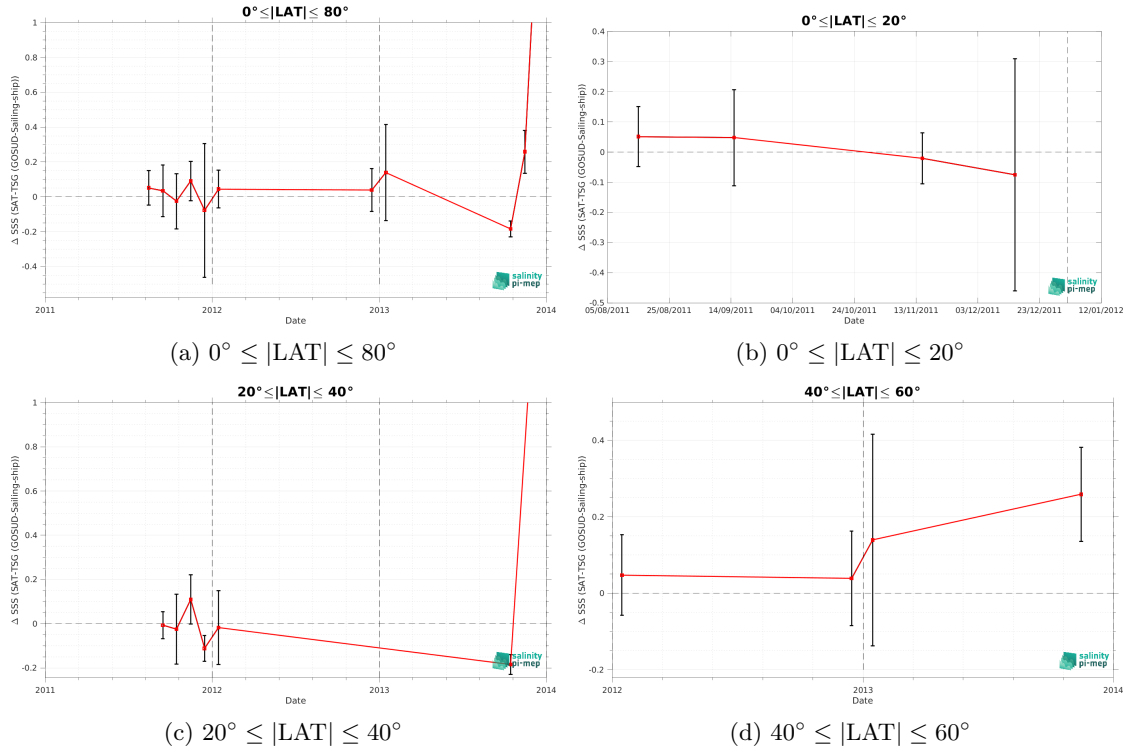 0°≤|LAT|≤ 80°
Δ SSS (SAT-TSG (GOSUD-Sailing-ship))
1
0.8
0.6
0.4
0.2
0
-0.2
-0.4
2011 2012 2013 2014
Date
salinity
pi-mep
(a) 0° ≤ |LAT| ≤ 80°
0°≤|LAT|≤ 20°
Δ SSS (SAT-TSG (GOSUD-Sailing-ship))
0.4
0.3
0.2
0.1
0
-0.1
-0.2
-0.3
-0.4
-0.5
05/08/2011 25/08/2011 14/09/2011 04/10/2011 24/10/2011 13/11/2011 03/12/2011 23/12/2011 12/01/2012
Date
salinity
pi-mep
(b) 0° ≤ |LAT| ≤ 20°
20°≤|LAT|≤ 40°
Δ SSS (SAT-TSG (GOSUD-Sailing-ship))
1
0.8
0.6
0.4
0.2
0
-0.2
2011 2012 2013 2014
Date
salinity
pi-mep
(c) 20° ≤ |LAT| ≤ 40°
40°≤|LAT|≤ 60°
Δ SSS (SAT-TSG (GOSUD-Sailing-ship))
0.4
0.2
0
-0.2
2012 2013 2014
Date
salinity
pi-mep
(d) 40° ≤ |LAT| ≤ 60°